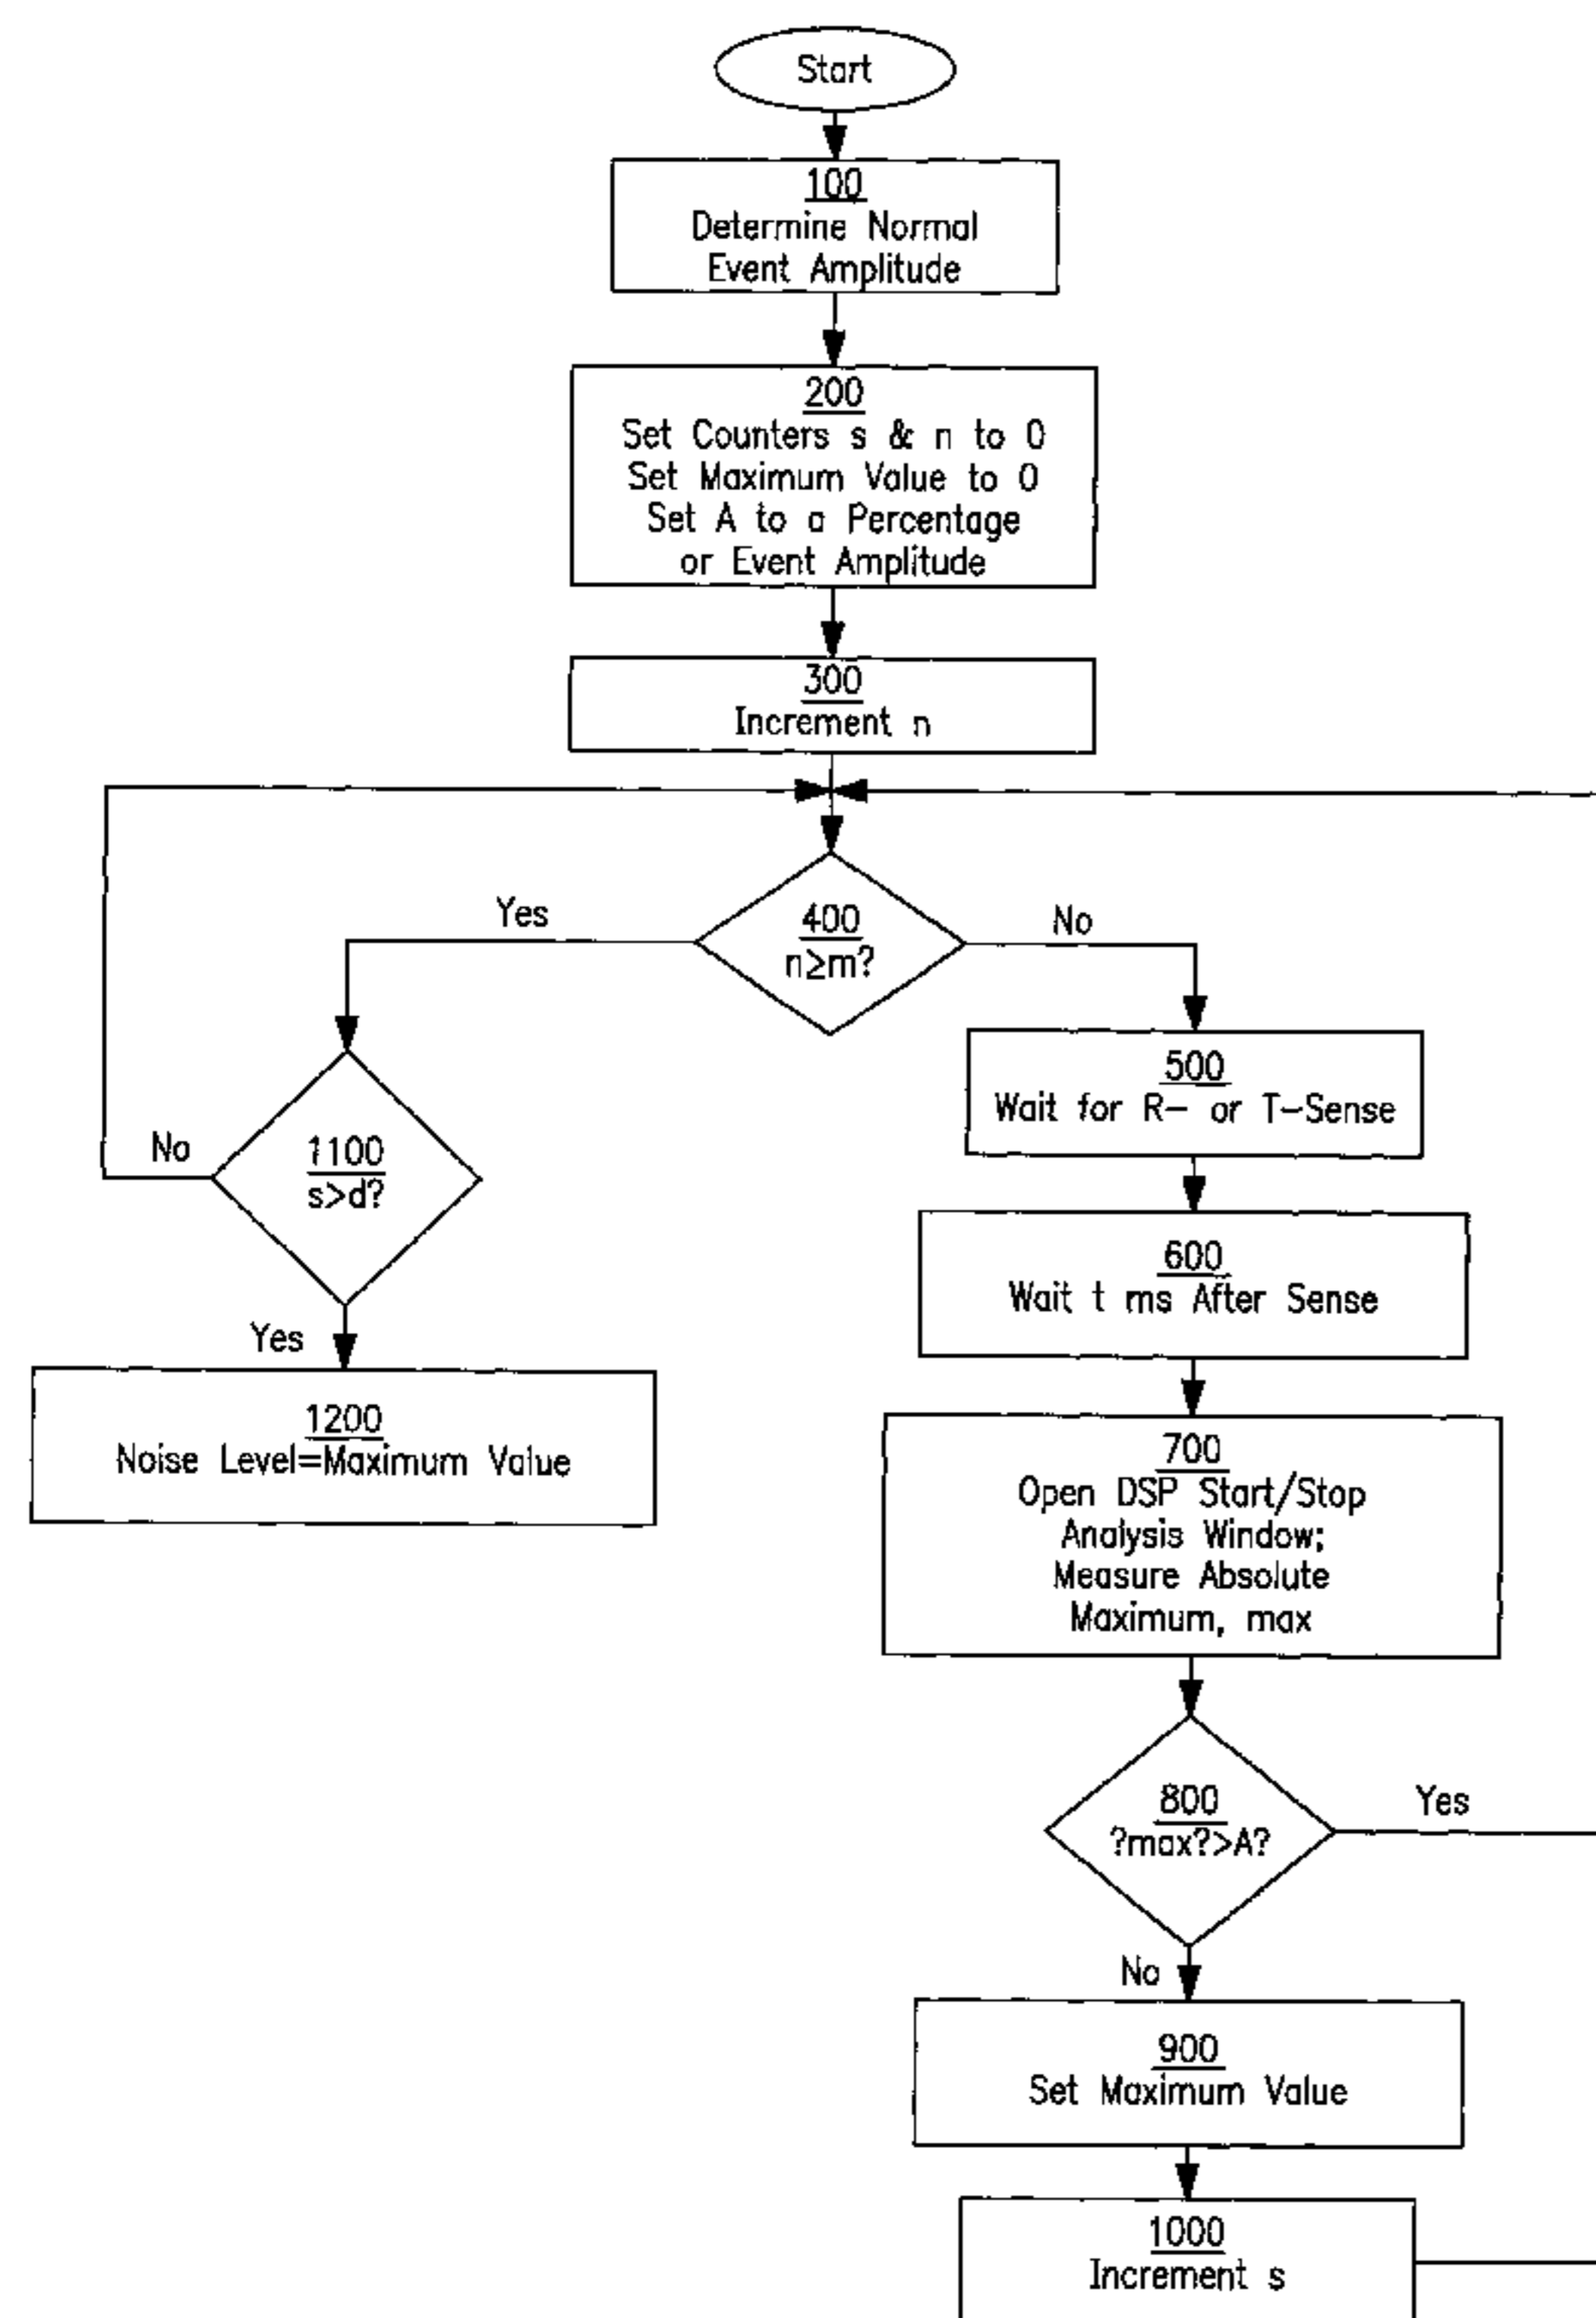 Start
100
Determine Normal
Event Amplitude
200
Set Counters s & n to 0
Set Maximum Value to 0
Set A to a Percentage
or Event Amplitude
300
Increment n
Yes
400
n≥m?
No
500
Wait for R- or T-Sense
No
1100
s>d?
600
Wait t ms After Sense
Yes
1200
Noise Level=Maximum Value
700
Open DSP Start/Stop
Analysis Window;
Measure Absolute
Maximum, max
800
?max?>A?
Yes
No
900
Set Maximum Value
1000
Increment s